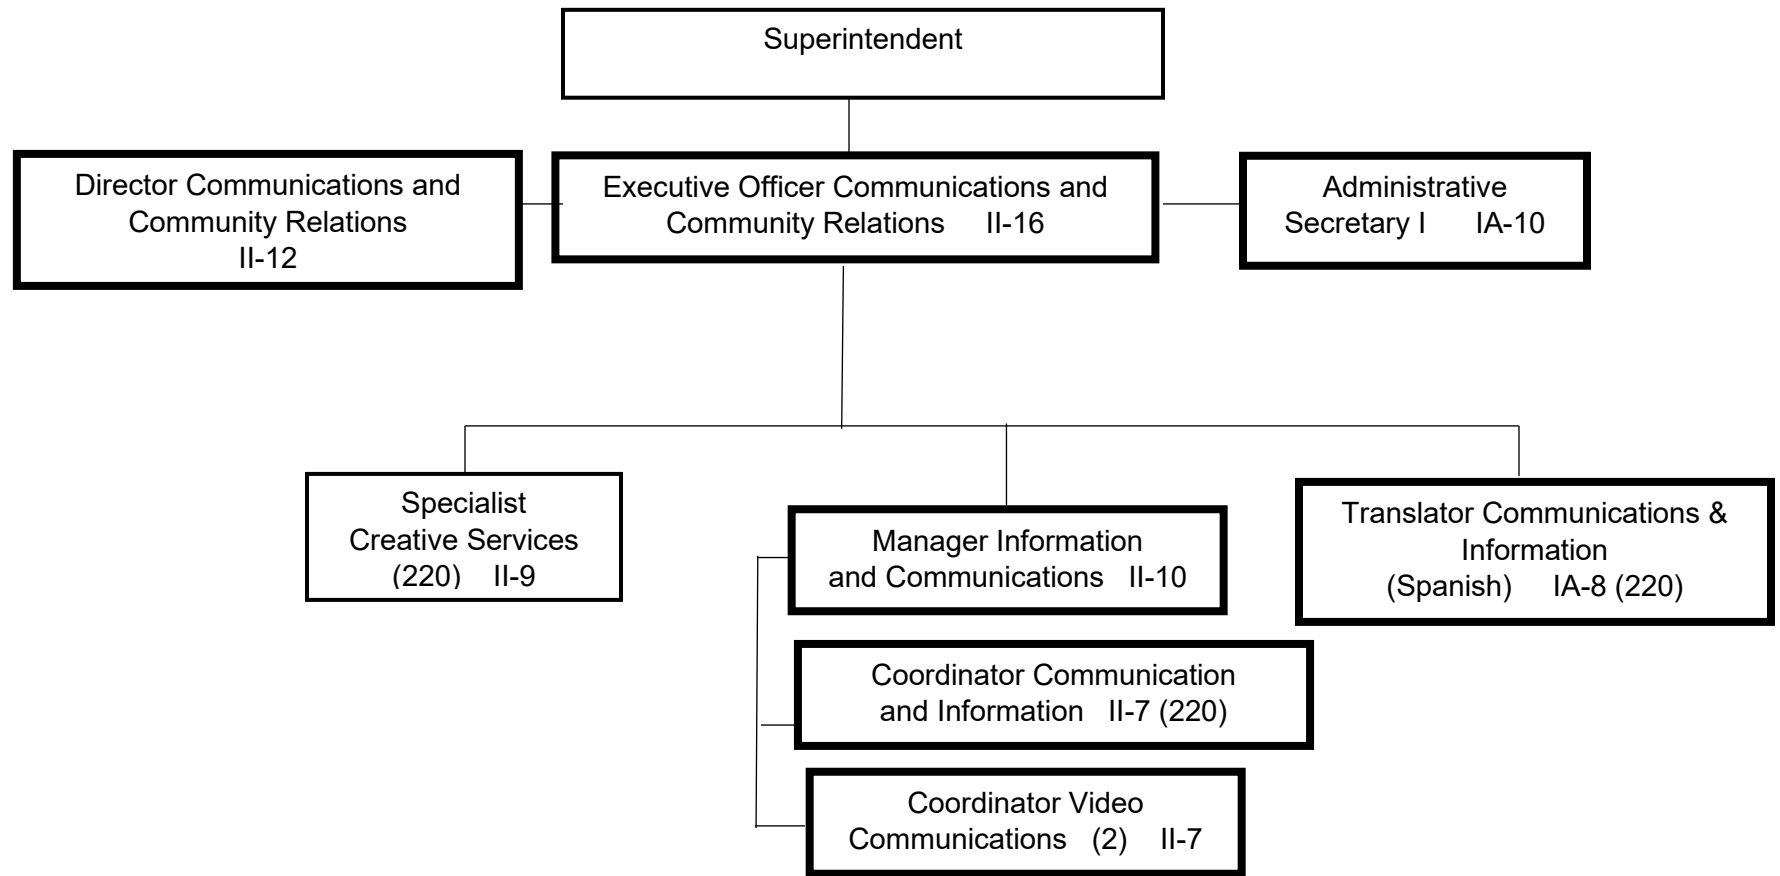 Superintendent
Director Communications and
Community Relations
II-12
Executive Officer Communications and
Community Relations II-16
Administrative
Secretary I IA-10
Specialist
Creative Services
(220) II-9
Manager Information
and Communications II-10
Translator Communications &
Information
(Spanish) IA-8 (220)
Coordinator Communication
and Information II-7 (220)
Coordinator Video
Communications (2) II-7